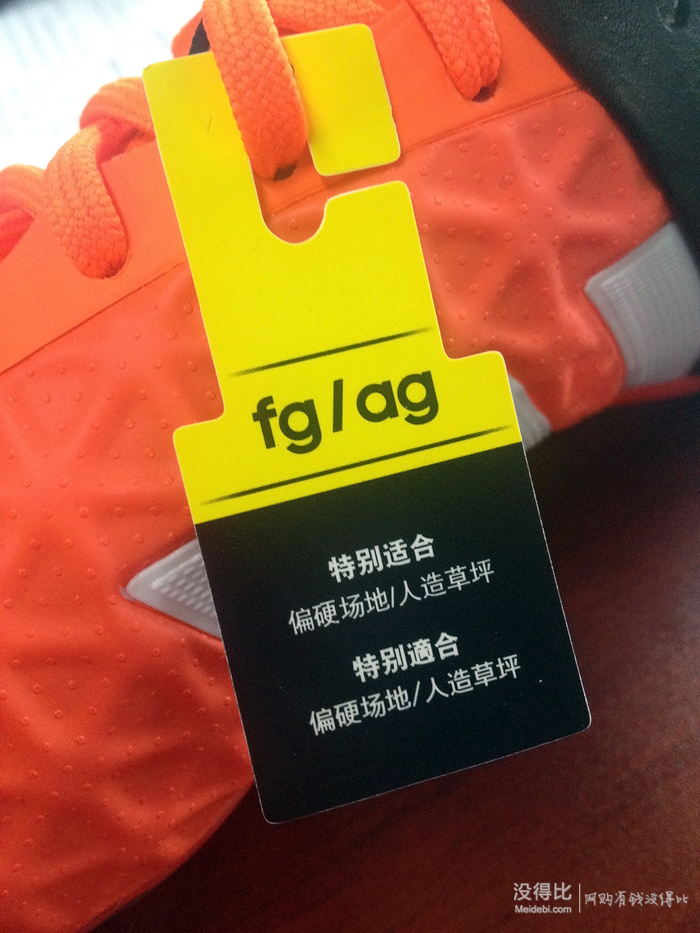 fg/ag
特别适合
偏硬场地/人造草坪
特別適合
偏硬场地/人造草坪
没得比
Meidebi.com
网购有钱没得比